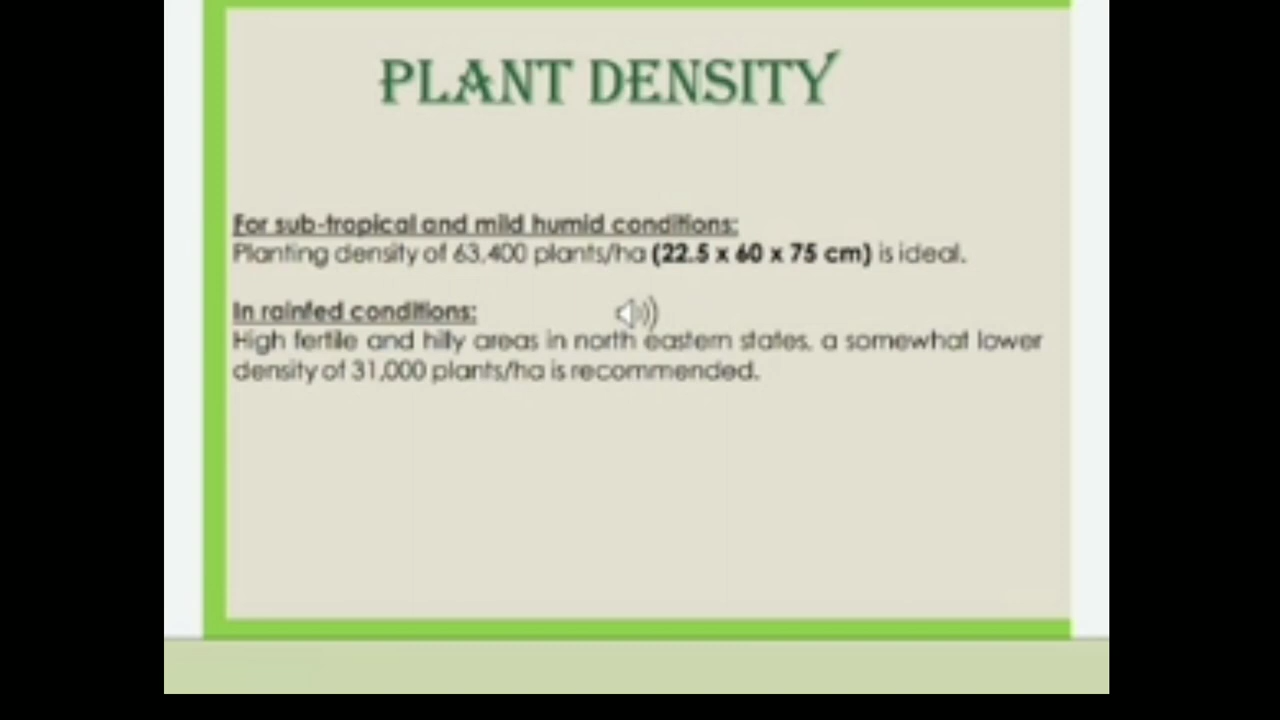 PLANT DENSITY
For sub-tropical and mild humid conditions:
Planting density of 63,400 plants/ha (22.5 x 60 x 75 cm) is ideal.
In rainfed conditions:
High fertile and hilly areas in north eastern states, a somewhat lower
density of 31,000 plants/ha is recommended.